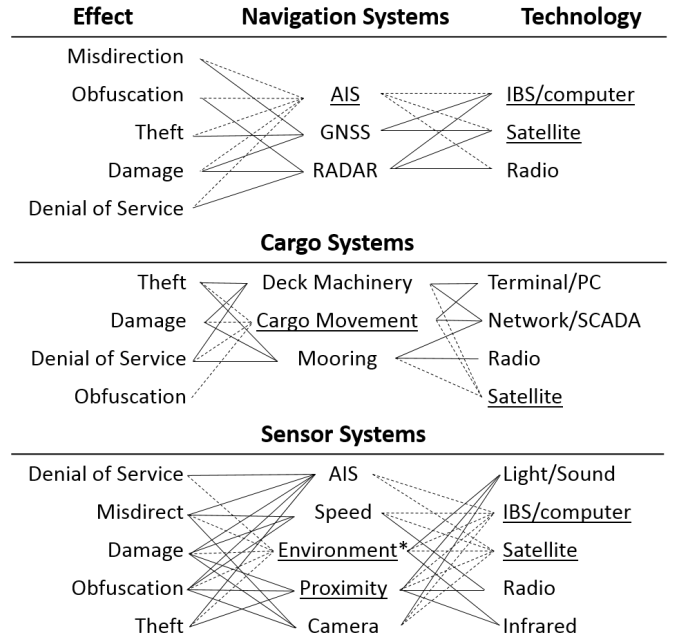 Effect Navigation Systems Technology
Misdirection
Obfuscation AIS IBS/computer
Theft GNSS Satellite
Damage RADAR Radio
Denial of Service
Cargo Systems
Theft Deck Machinery Terminal/PC
Damage Cargo Movement Network/SCADA
Denial of Service Mooring Radio
Obfuscation Satellite
Sensor Systems
Denial of Service AIS Light/Sound
Misdirect Speed IBS/computer
Damage Environment* Satellite
Obfuscation Proximity Radio
Theft Camera Infrared